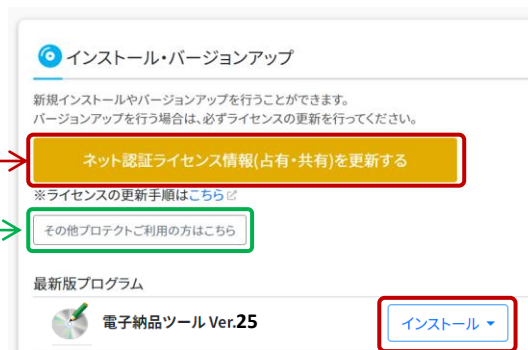 インストール・バージョンアップ
新規インストールやバージョンアップを行うことができます。
バージョンアップを行う場合は、必ずライセンスの更新を行ってください。
ネット認証ライセンス情報(占有・共有)を更新する
※ライセンスの更新手順はこちら
その他プロテクトご利用の方はこちら
最新版プログラム
電子納品ツール Ver.25
インストール